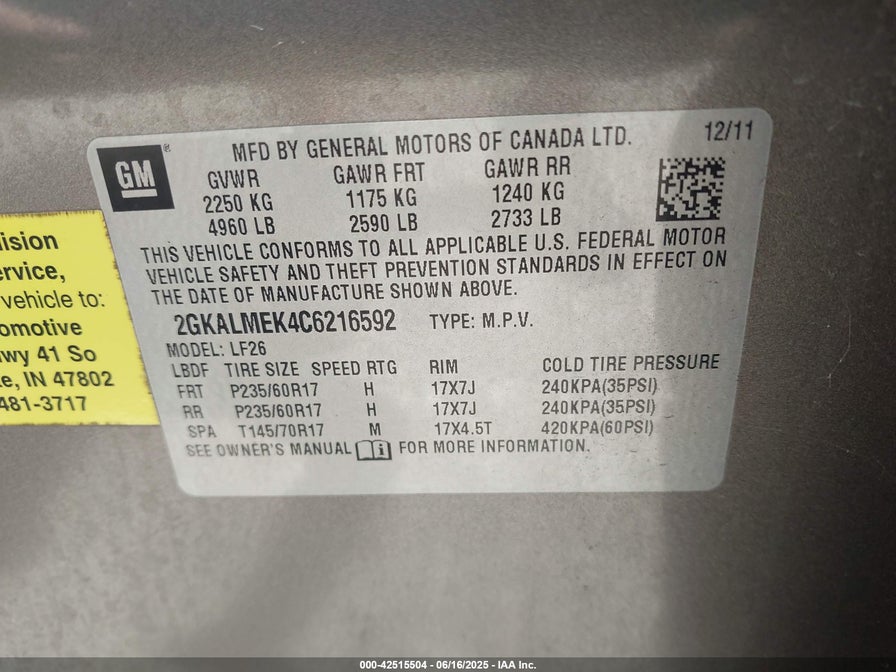 GM
®
MFD BY GENERAL MOTORS OF CANADA LTD.
12/11
GVWR GAWR FRT GAWR RR
2250 KG 1175 KG 1240 KG
4960 LB 2590 LB 2733 LB
THIS VEHICLE CONFORMS TO ALL APPLICABLE U.S. FEDERAL MOTOR
VEHICLE SAFETY AND THEFT PREVENTION STANDARDS IN EFFECT ON
THE DATE OF MANUFACTURE SHOWN ABOVE.
2GKALMEK4C6216592 TYPE: M.P.V.
MODEL: LF26
LBDF TIRE SIZE SPEED RTG RIM COLD TIRE PRESSURE
FRT P235/60R17 H 17X7J 240KPA(35PSI)
RR P235/60R17 H 17X7J 240KPA(35PSI)
SPA T145/70R17 M 17X4.5T 420KPA(60PSI)
SEE OWNER'S MANUAL FOR MORE INFORMATION.
vehicle to:
41 So
IN 47802
481-3717
000-42515504 - 06/16/2025 - IAA Inc.